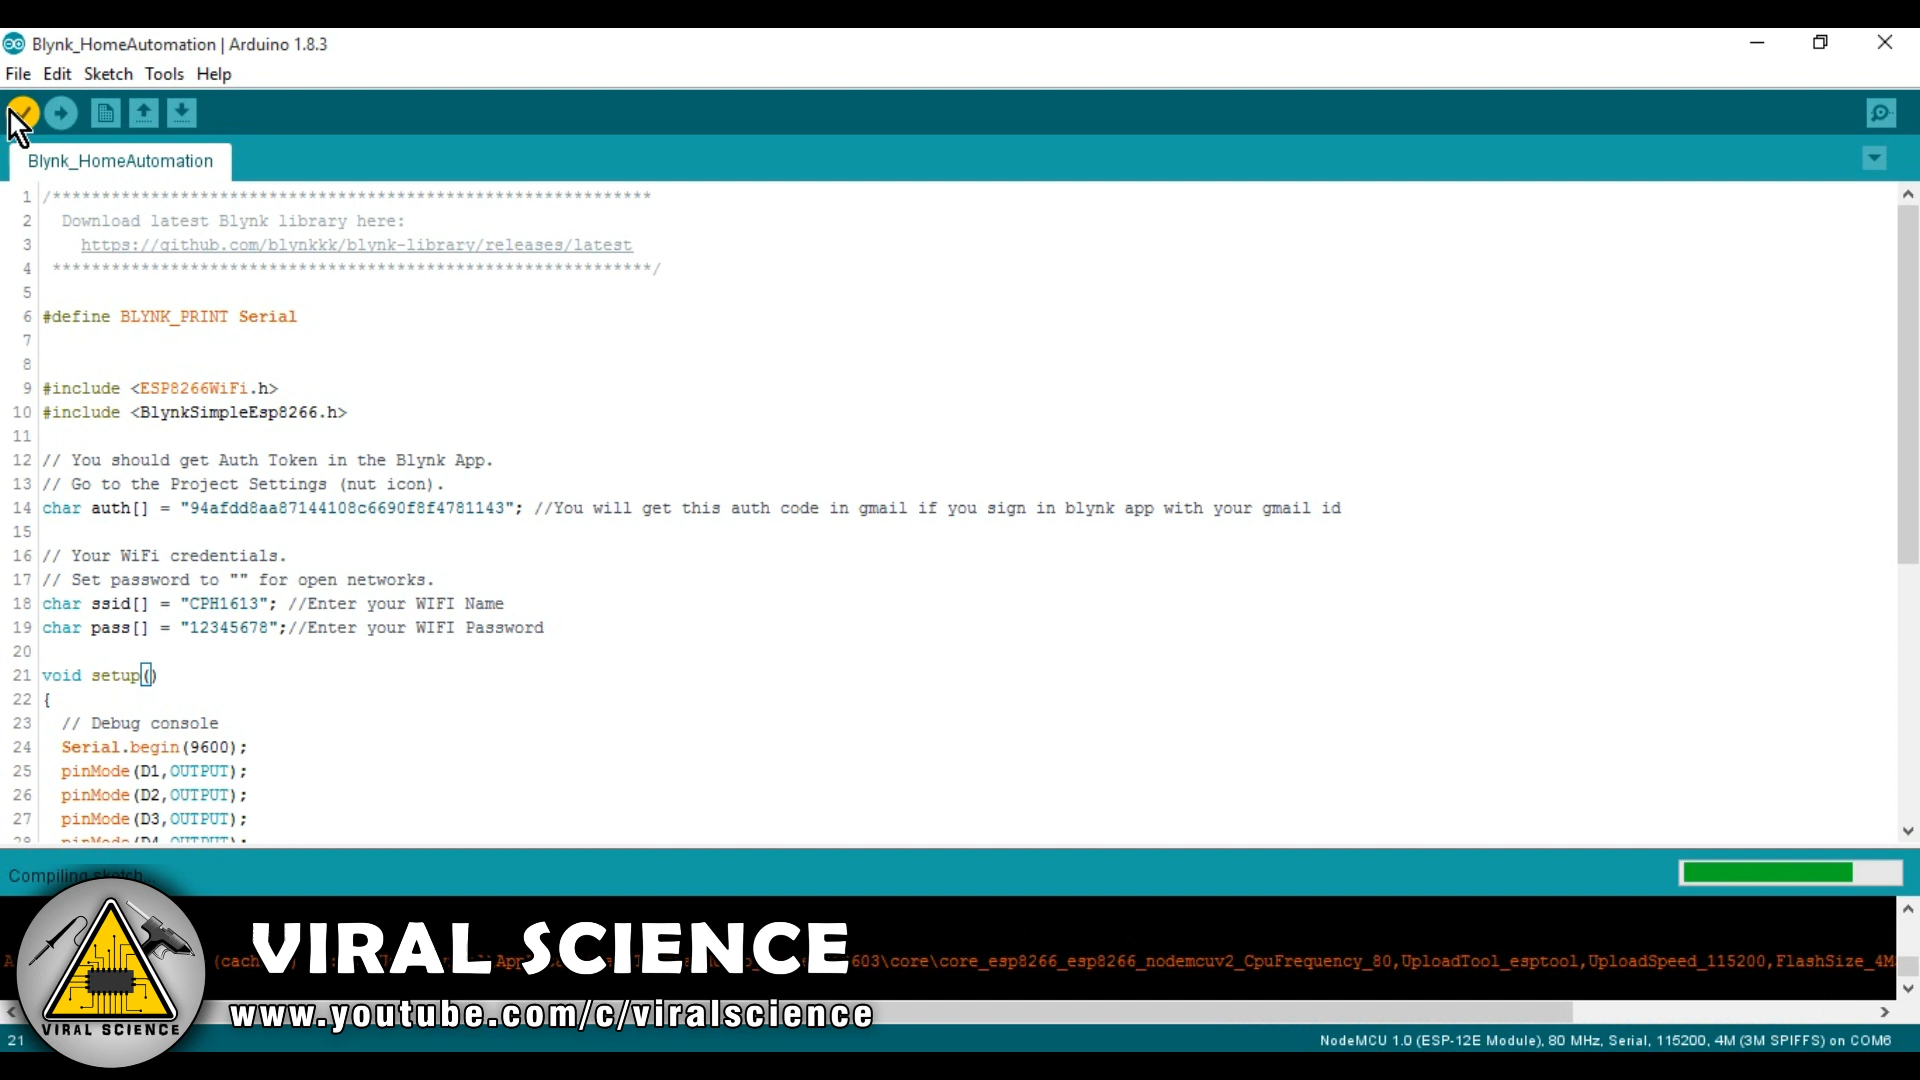 Blynk_HomeAutomation | Arduino 1.8.3
File Edit Sketch Tools Help
Blynk_HomeAutomation
1 /*************************************************************
2 Download latest Blynk library here:
3 https://github.com/blynkkk/blynk-library/releases/latest
4 *************************************************************/
5
6 #define BLYNK_PRINT Serial
7
8
9 #include <ESP8266WiFi.h>
10 #include <BlynkSimpleEsp8266.h>
11
12 // You should get Auth Token in the Blynk App.
13 // Go to the Project Settings (nut icon).
14 char auth[] = "94afdd8aa87144108c6690f8f4781143"; //You will get this auth code in gmail if you sign in blynk app with your gmail id
15
16 // Your WiFi credentials.
17 // Set password to "" for open networks.
18 char ssid[] = "CPH1613"; //Enter your WIFI Name
19 char pass[] = "12345678";//Enter your WIFI Password
20
21 void setup()
22 {
23 // Debug console
24 Serial.begin(9600);
25 pinMode(D1,OUTPUT);
26 pinMode(D2,OUTPUT);
27 pinMode(D3,OUTPUT);
28 pinMode(D4,OUTPUT);
Compiling sketch...
VIRAL SCIENCE
603\core\core_esp8266_esp8266_nodemcuv2_CpuFrequency_80,UploadTool_esptool,UploadSpeed_115200,FlashSize_4M
www.youtube.com/c/viralscience
VIRAL SCIENCE
21
NodeMCU 1.0 (ESP-12E Module), 80 MHz, Serial, 115200, 4M (3M SPIFFS) on COM6